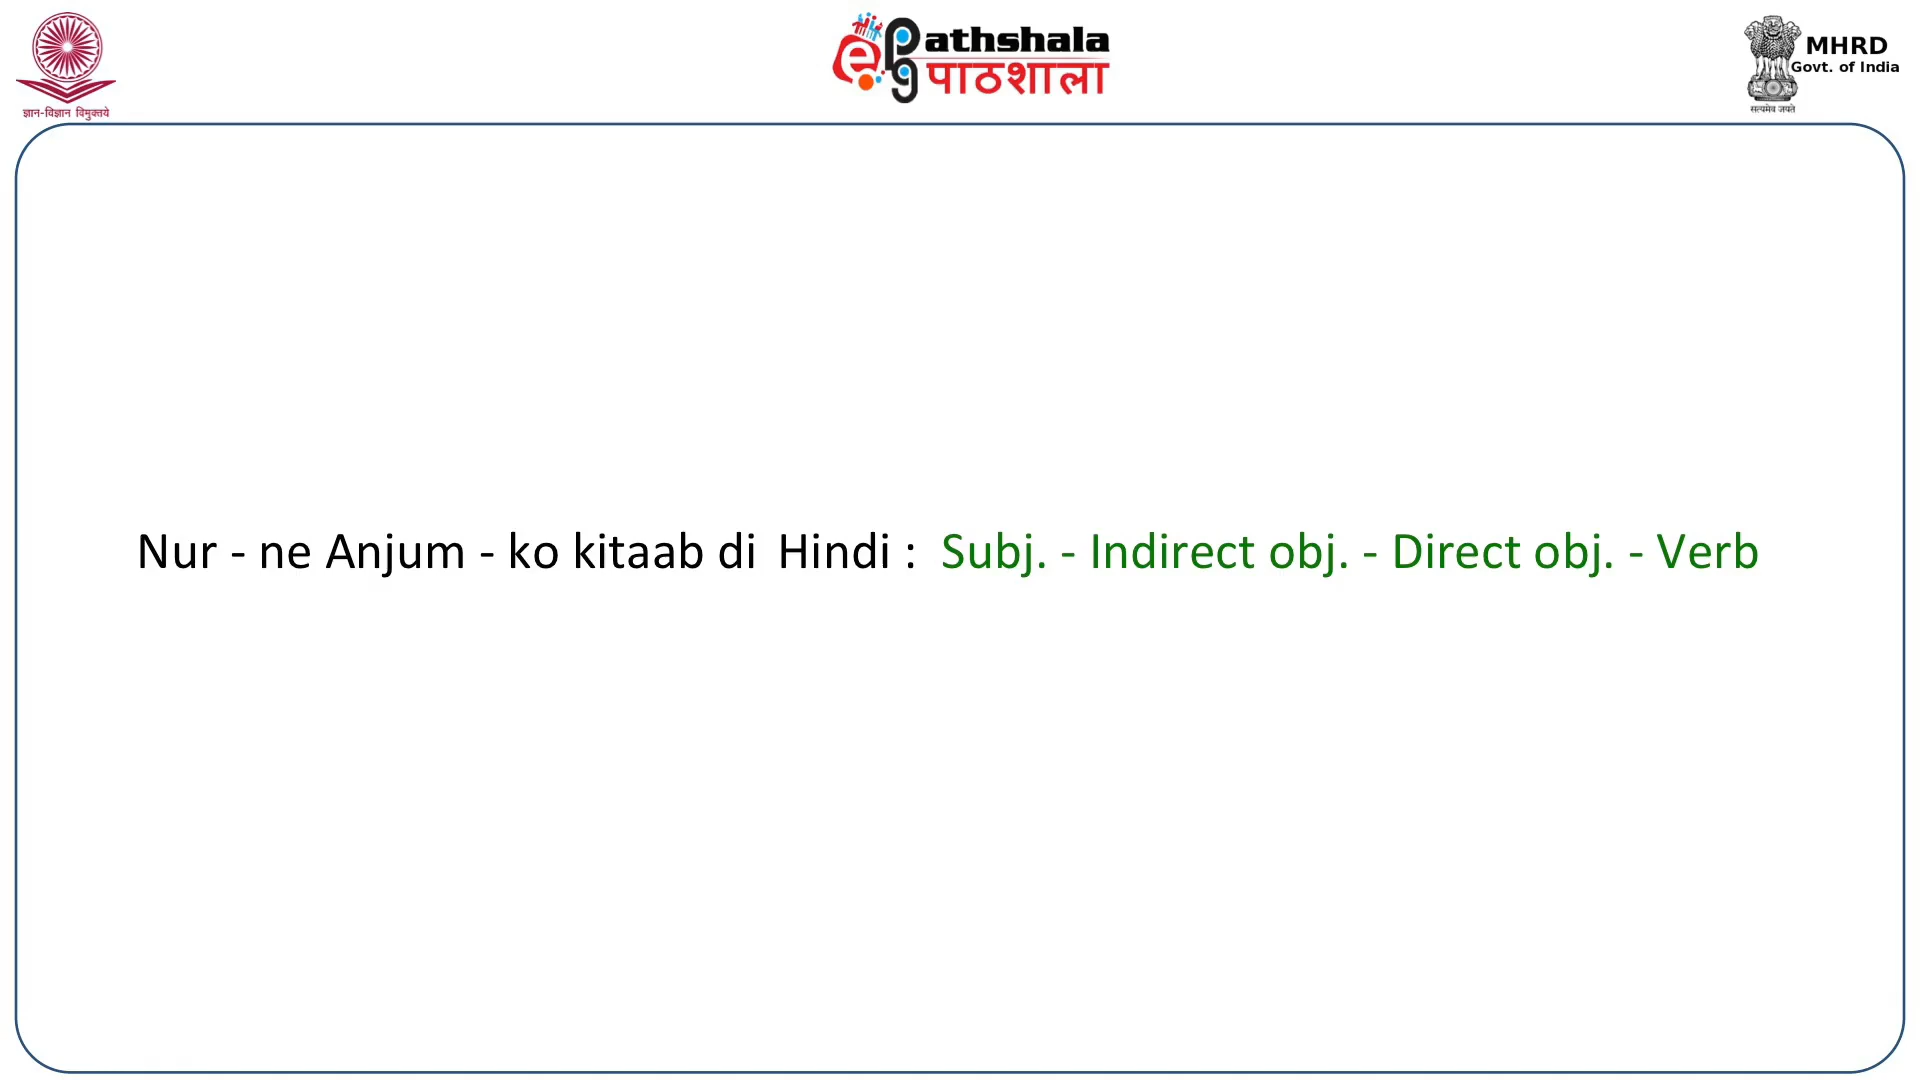 ज्ञान-विज्ञान विमुक्तये
ePathshala
पाठशाला
MHRD
Govt. of India
सत्यमेव जयते
Nur - ne Anjum - ko kitaab di Hindi : Subj. - Indirect obj. - Direct obj. - Verb